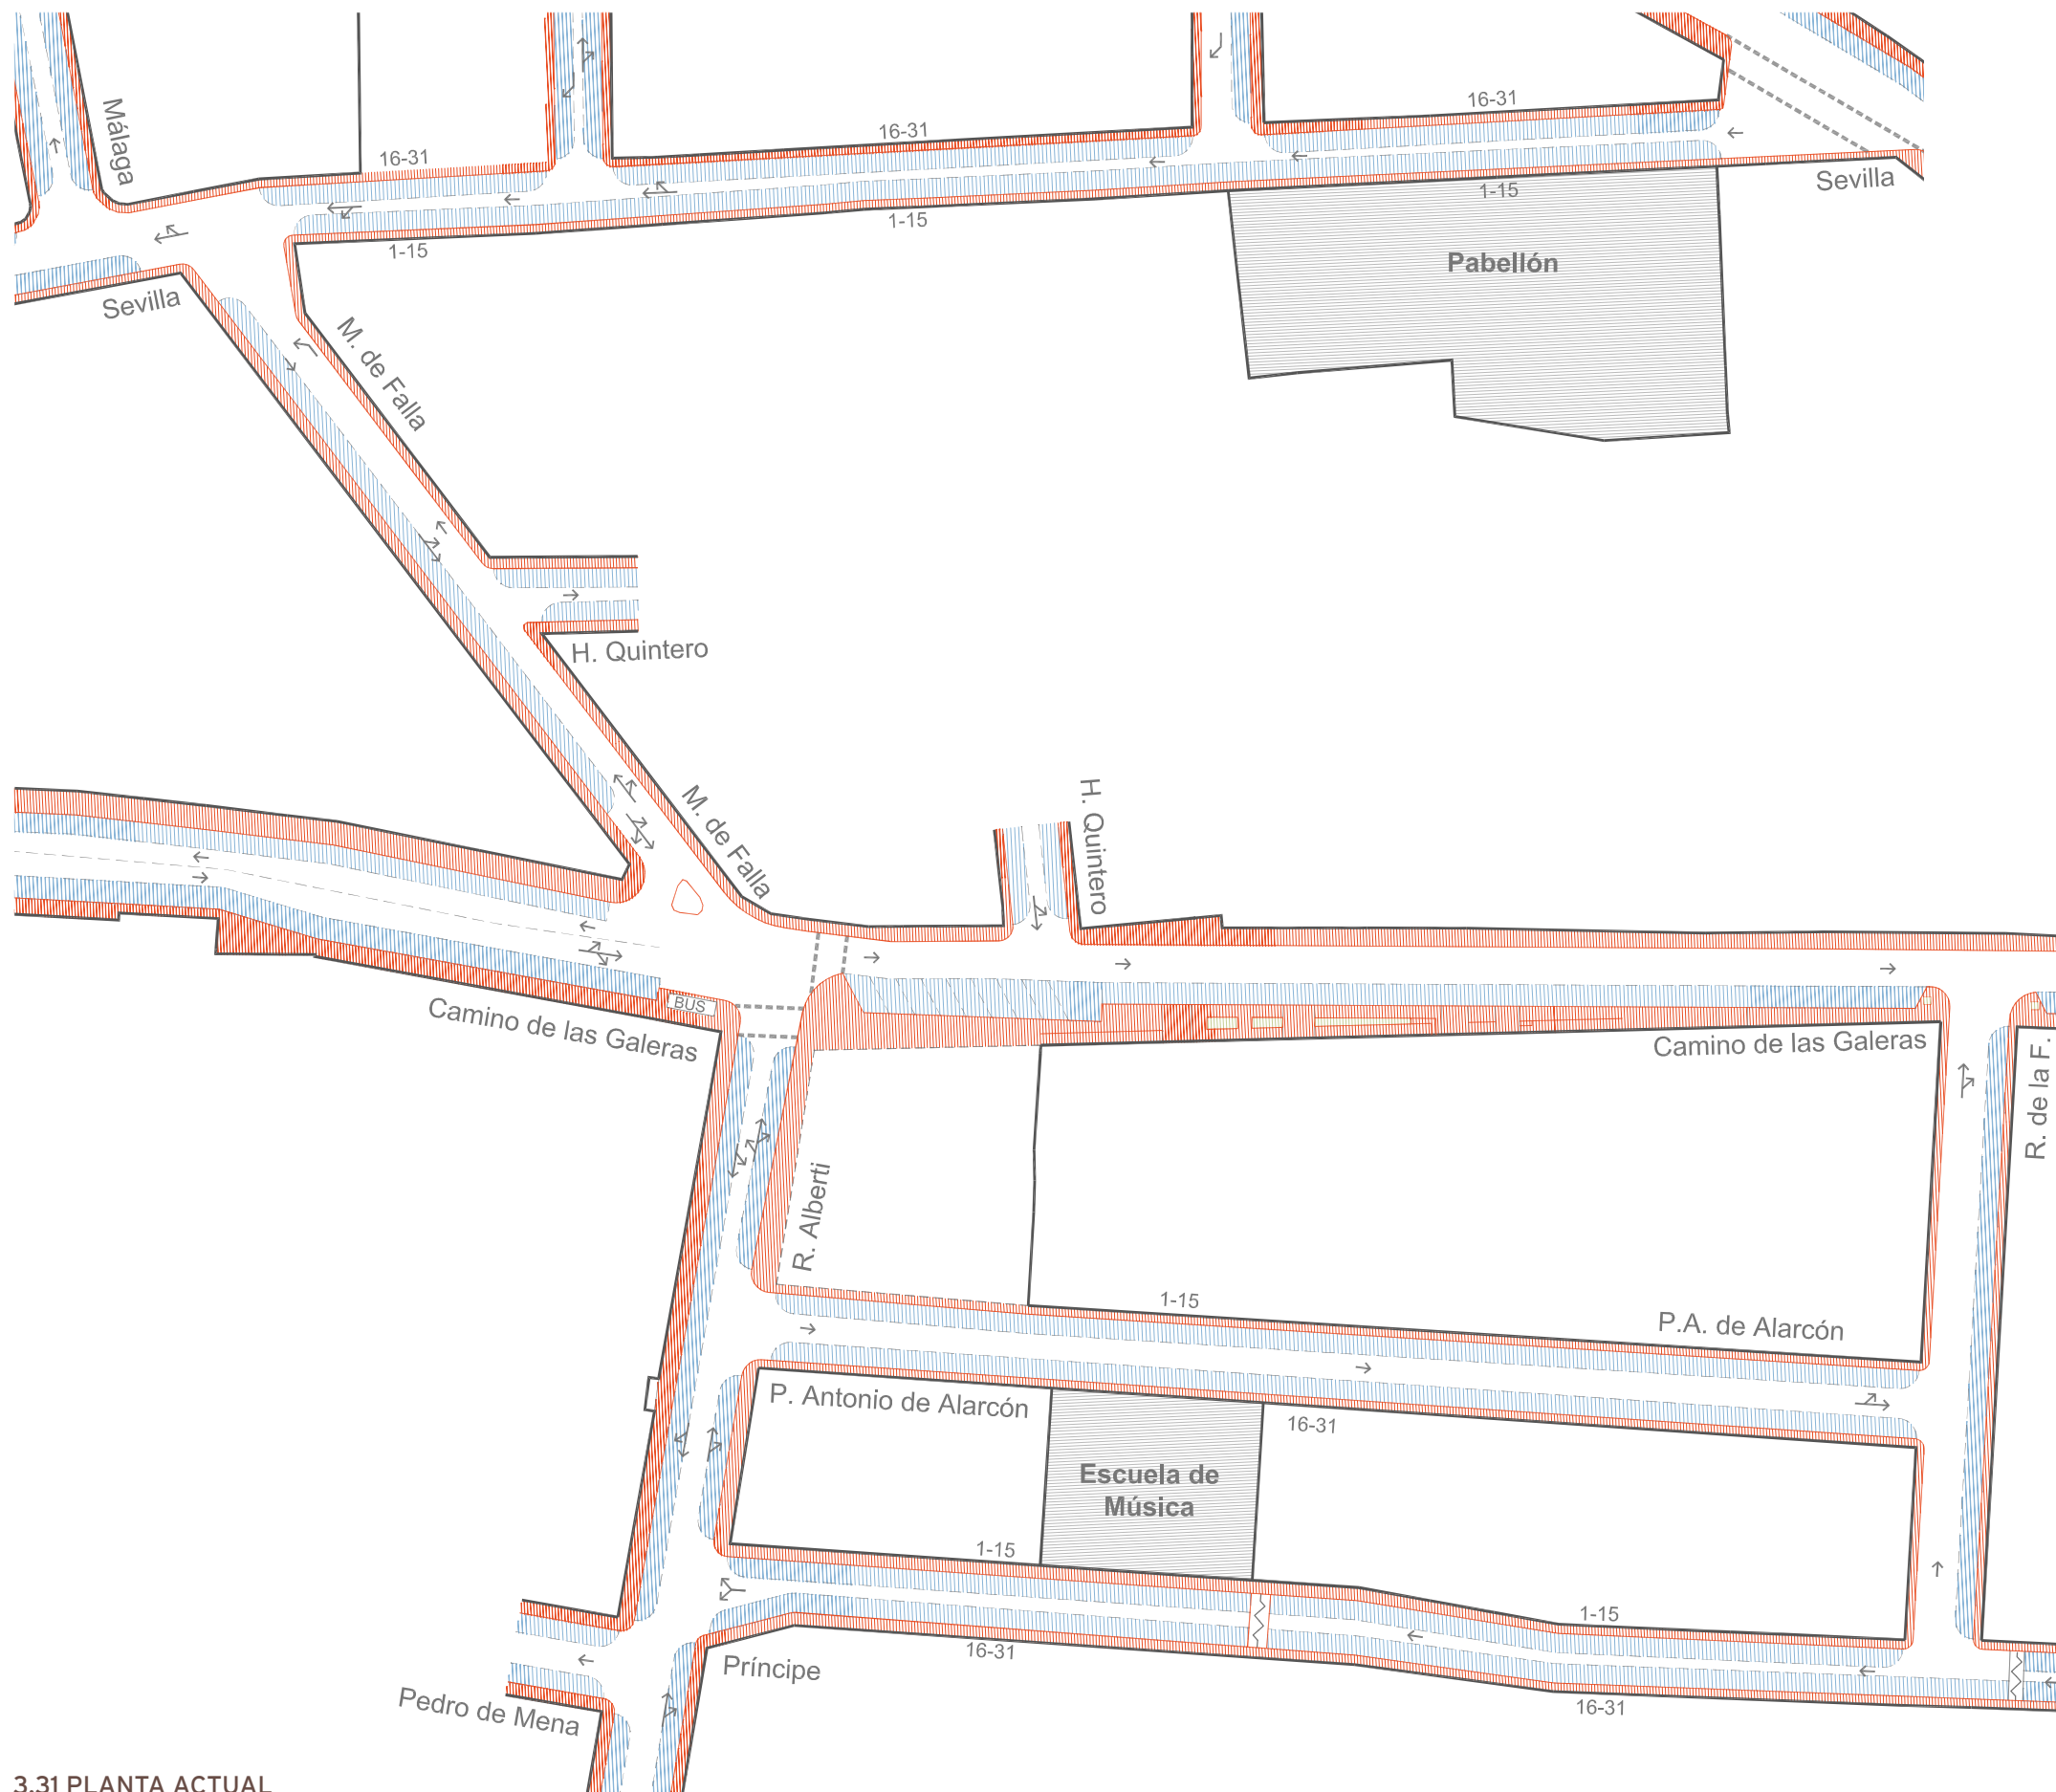 Málaga
16-31
16-31
16-31
1-15
1-15
1-15
Sevilla
Pabellón
Sevilla
M. de Falla
H. Quintero
M. de Falla
H. Quintero
BUS
Camino de las Galeras
Camino de las Galeras
R. de la F.
R. Alberti
1-15
P.A. de Alarcón
P. Antonio de Alarcón
16-31
Escuela de
Música
1-15
1-15
16-31
Príncipe
16-31
Pedro de Mena
3.31 PLANTA ACTUAL